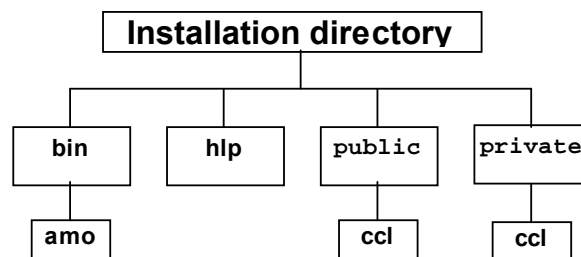 Installation directory
bin hlp public private
amo ccl ccl